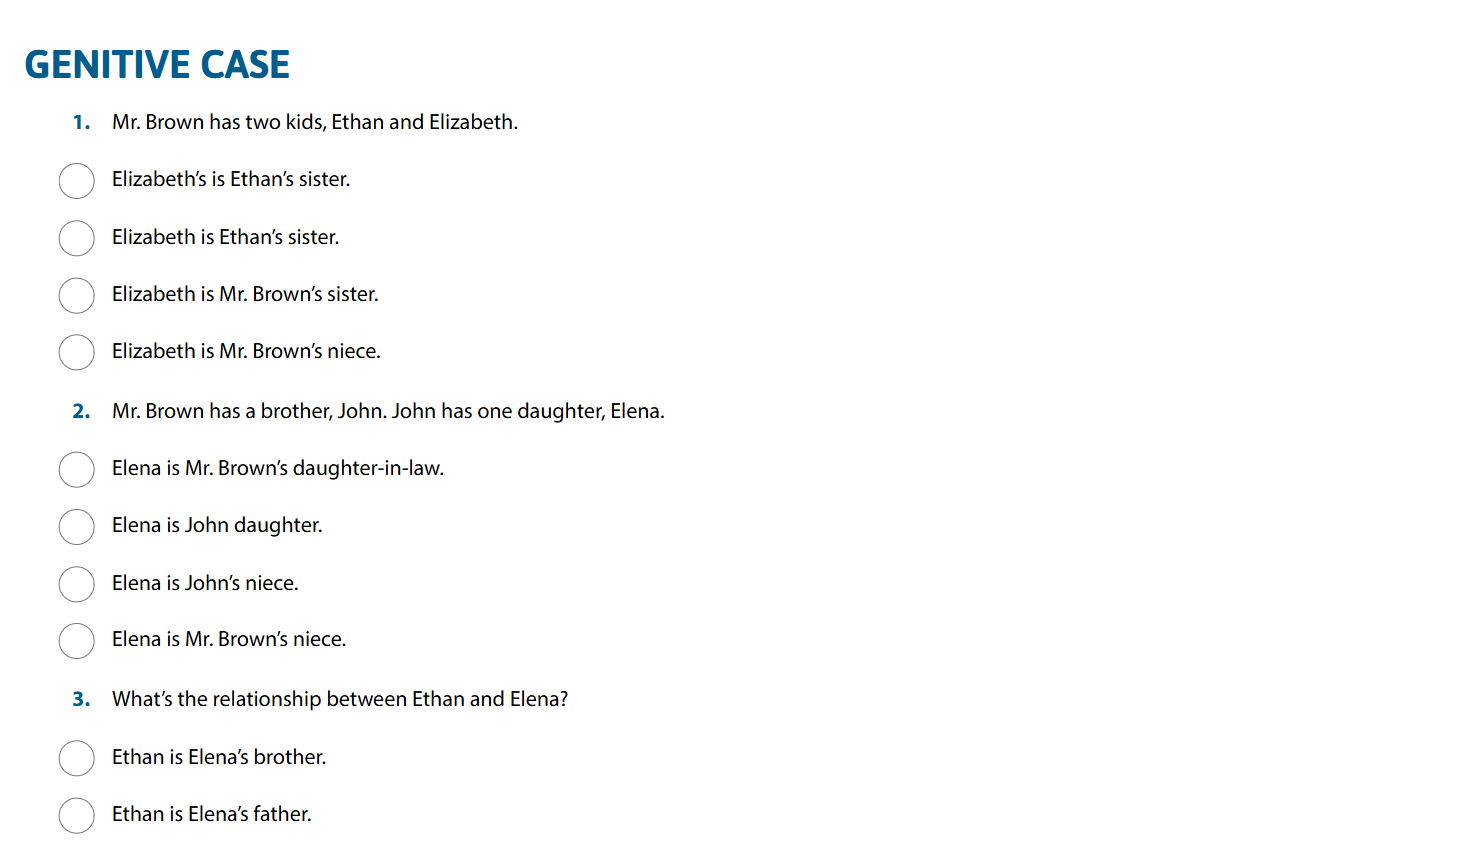 GENITIVE CASE
1. Mr. Brown has two kids, Ethan and Elizabeth.
Elizabeth’s is Ethan’s sister.
Elizabeth is Ethan’s sister.
Elizabeth is Mr. Brown’s sister.
Elizabeth is Mr. Brown’s niece.
2. Mr. Brown has a brother, John. John has one daughter, Elena.
Elena is Mr. Brown’s daughter-in-law.
Elena is John daughter.
Elena is John’s niece.
Elena is Mr. Brown’s niece.
3. What’s the relationship between Ethan and Elena?
Ethan is Elena’s brother.
Ethan is Elena’s father.